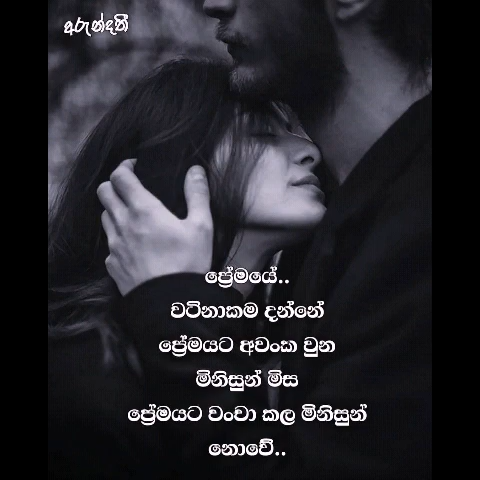 අරුන්දතී
ප්‍රේමයේ..
වටිනාකම දන්නේ
ප්‍රේමයට අවංක වුන
මිනිසුන් මිස
ප්‍රේමයට වංචා කල මිනිසුන්
නොවේ..